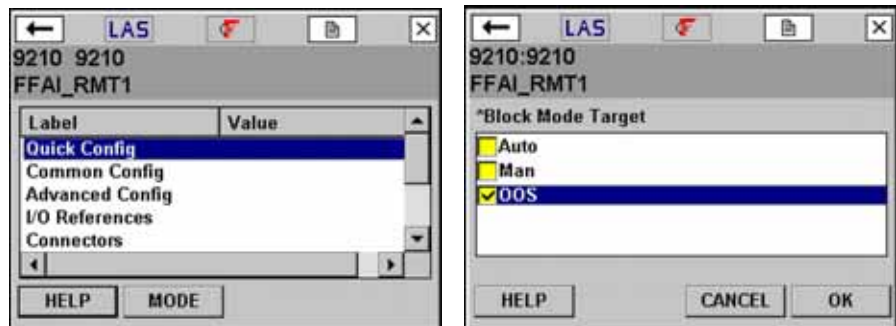 LAS
9210 9210
FFAI_RMT1
Label Value
Quick Config
Common Config
Advanced Config
I/O References
Connectors
HELP MODE
LAS
9210:9210
FFAI_RMT1
*Block Mode Target
Auto
Man
OOS
HELP CANCEL OK